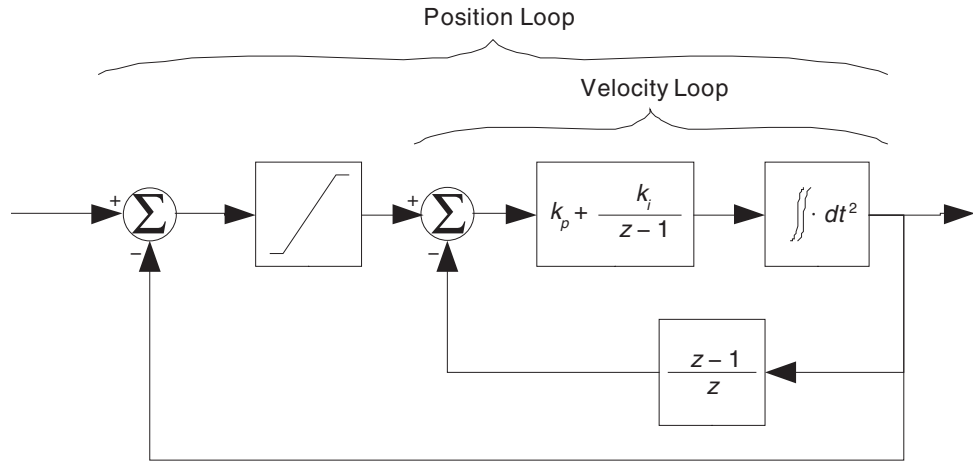 Position Loop
Velocity Loop
+
Σ
−
+
Σ
−
k_p + k_i / (z − 1)
∬ · dt²
(z − 1) / z